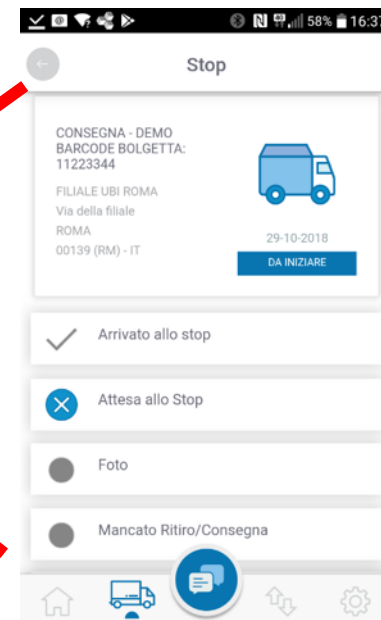 58% 16:37
Stop
CONSEGNA - DEMO
BARCODE BOLGETTA:
11223344
FILIALE UBI ROMA
Via della filiale
ROMA
00139 (RM) - IT
29-10-2018
DA INIZIARE
Arrivato allo stop
Attesa allo Stop
Foto
Mancato Ritiro/Consegna